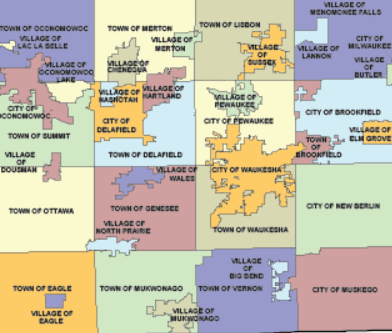 TOWN OF OCONOMOWOC
VILLAGE OF
LAC LA BELLE
VILLAGE OF
OCONOMOWOC
LAKE
CITY OF
OCONOMOWOC
TOWN OF SUMMIT
VILLAGE
OF
DOUSMAN
TOWN OF MERTON
VILLAGE OF
MERTON
VILLAGE OF
CHENEQUA
VILLAGE OF
NASHOTAH
VILLAGE OF
HARTLAND
CITY OF
DELAFIELD
TOWN OF DELAFIELD
TOWN OF LISBON
VILLAGE
OF
SUSSEX
VILLAGE OF
PEWAUKEE
CITY OF PEWAUKEE
VILLAGE OF
MENOMONEE FALLS
VILLAGE OF
LANNON
CITY OF
MILWAUKEE
VILLAGE
OF
BUTLER
CITY OF BROOKFIELD
VILLAGE OF
ELM GROVE
TOWN
OF
BROOKFIELD
TOWN OF OTTAWA
VILLAGE OF
WALES
TOWN OF GENESEE
VILLAGE OF
NORTH PRAIRIE
CITY OF WAUKESHA
TOWN OF WAUKESHA
CITY OF NEW BERLIN
TOWN OF EAGLE
VILLAGE OF
EAGLE
TOWN OF MUKWONAGO
VILLAGE OF
MUKWONAGO
VILLAGE
OF
BIG BEND
TOWN OF VERNON
CITY OF MUSKEGO